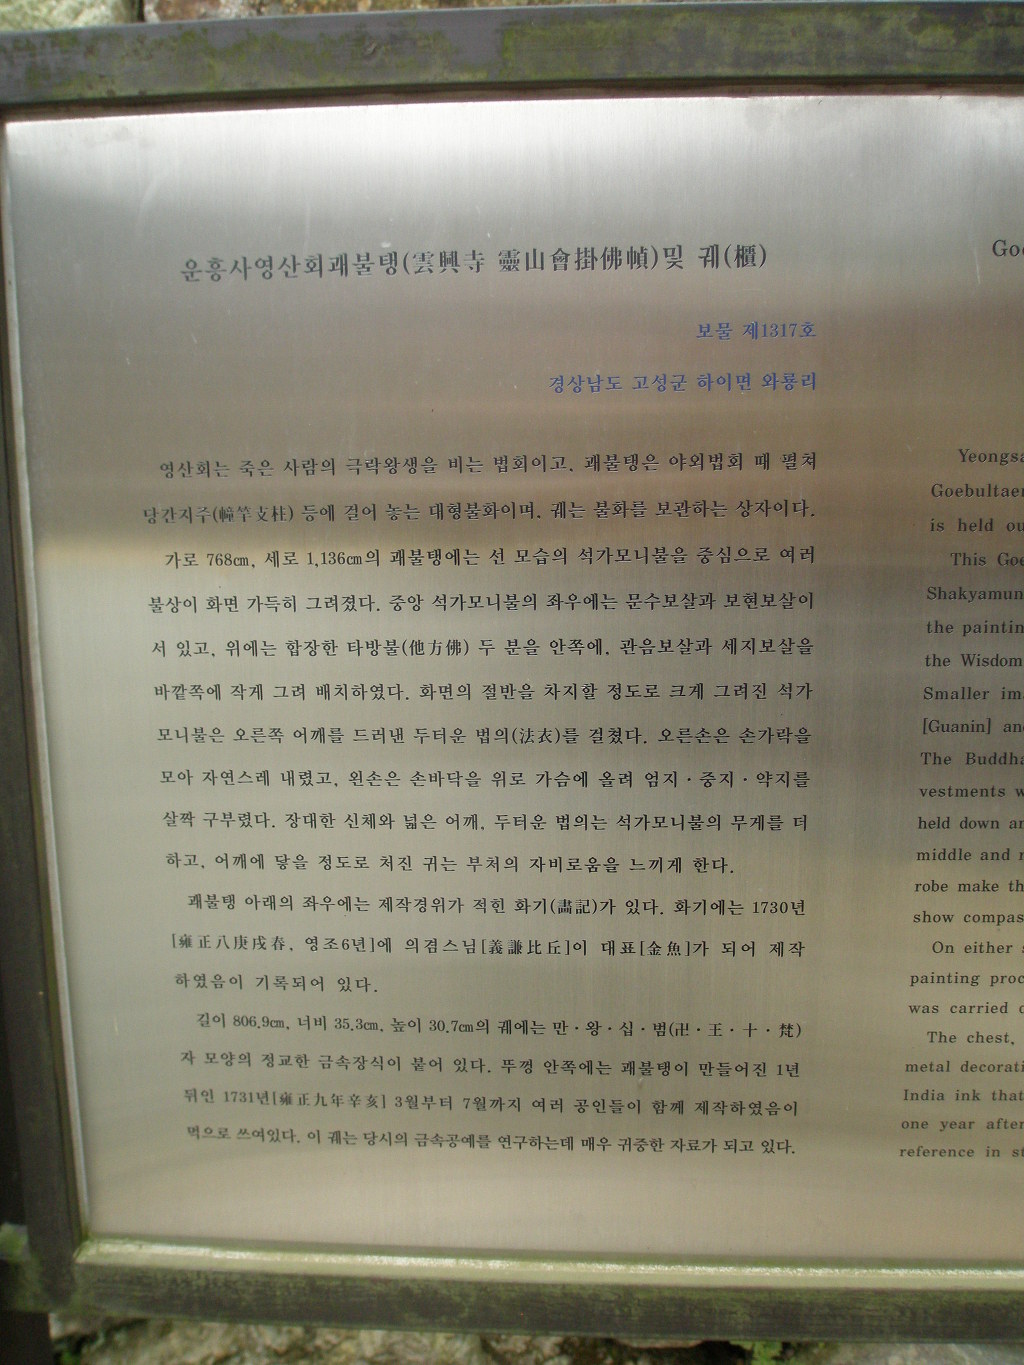 운흥사영산회괘불탱(雲興寺 靈山會掛佛幀)및 궤(櫃)
보물 제1317호
경상남도 고성군 하이면 와룡리
영산회는 죽은 사람의 극락왕생을 비는 법회이고, 괘불탱은 야외법회 때 펼쳐
당간지주(幢竿支柱) 등에 걸어 놓는 대형불화이며, 궤는 불화를 보관하는 상자이다.
가로 768㎝, 세로 1,136㎝의 괘불탱에는 선 모습의 석가모니불을 중심으로 여러
불상이 화면 가득히 그려졌다. 중앙 석가모니불의 좌우에는 문수보살과 보현보살이
서 있고, 위에는 합장한 타방불(他方佛) 두 분을 안쪽에, 관음보살과 세지보살을
바깥쪽에 작게 그려 배치하였다. 화면의 절반을 차지할 정도로 크게 그려진 석가
모니불은 오른쪽 어깨를 드러낸 두터운 법의(法衣)를 걸쳤다. 오른손은 손가락을
모아 자연스레 내렸고, 왼손은 손바닥을 위로 가슴에 올려 엄지·중지·약지를
살짝 구부렸다. 장대한 신체와 넓은 어깨, 두터운 법의는 석가모니불의 무게를 더
하고, 어깨에 닿을 정도로 처진 귀는 부처의 자비로움을 느끼게 한다.
괘불탱 아래의 좌우에는 제작경위가 적힌 화기(畵記)가 있다. 화기에는 1730년
[雍正八庚戌春, 영조6년]에 의겸스님[義謙比丘]이 대표[金魚]가 되어 제작
하였음이 기록되어 있다.
길이 806.9㎝, 너비 35.3㎝, 높이 30.7㎝의 궤에는 만·왕·십·범(卍·王·十·梵)
자 모양의 정교한 금속장식이 붙어 있다. 뚜껑 안쪽에는 괘불탱이 만들어진 1년
뒤인 1731년[雍正九年辛亥] 3월부터 7월까지 여러 공인들이 함께 제작하였음이
먹으로 쓰여있다. 이 궤는 당시의 금속공예를 연구하는데 매우 귀중한 자료가 되고 있다.
Goe
Yeongsa
Goebultaen
is held ou
This Goe
Shakyamun
the paintin
the Wisdom
Smaller im
[Guanin] an
The Buddha
vestments w
held down an
middle and r
robe make th
show compas
On either s
painting proc
was carried o
The chest,
metal decorati
India ink that
one year after
reference in st